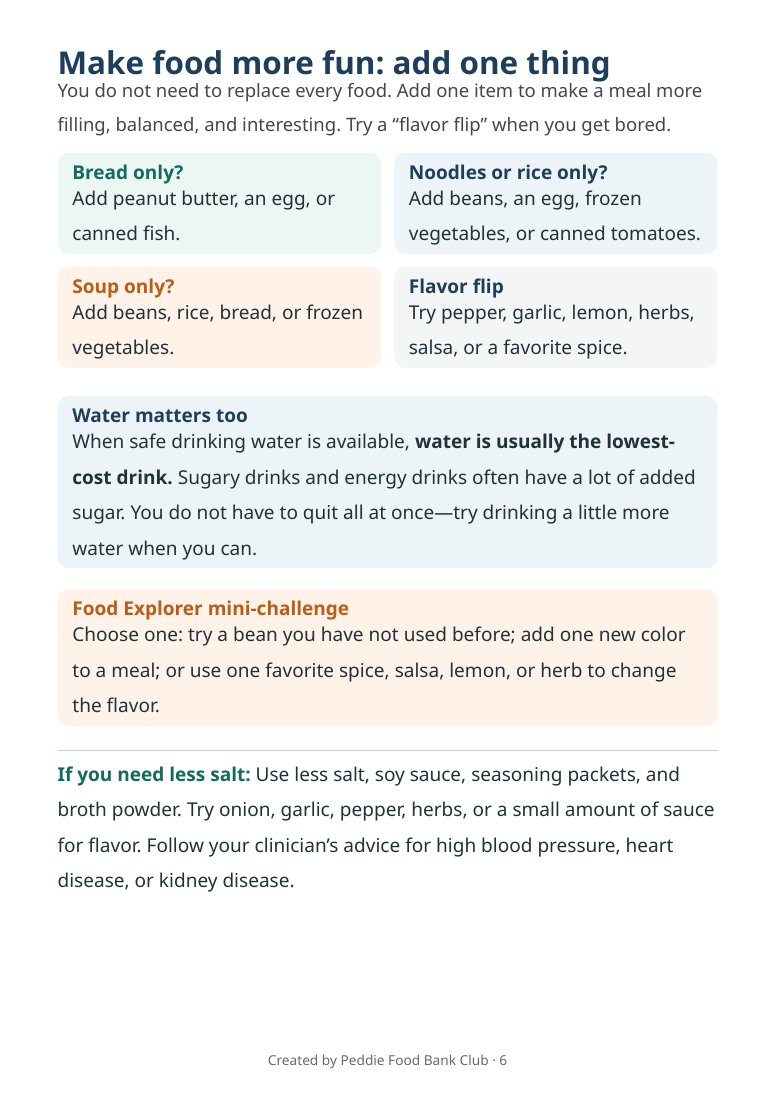 Make food more fun: add one thing
You do not need to replace every food. Add one item to make a meal more
filling, balanced, and interesting. Try a “flavor flip” when you get bored.
Bread only?
Add peanut butter, an egg, or
canned fish.
Noodles or rice only?
Add beans, an egg, frozen
vegetables, or canned tomatoes.
Soup only?
Add beans, rice, bread, or frozen
vegetables.
Flavor flip
Try pepper, garlic, lemon, herbs,
salsa, or a favorite spice.
Water matters too
When safe drinking water is available, water is usually the lowest-
cost drink. Sugary drinks and energy drinks often have a lot of added
sugar. You do not have to quit all at once—try drinking a little more
water when you can.
Food Explorer mini-challenge
Choose one: try a bean you have not used before; add one new color
to a meal; or use one favorite spice, salsa, lemon, or herb to change
the flavor.
If you need less salt: Use less salt, soy sauce, seasoning packets, and
broth powder. Try onion, garlic, pepper, herbs, or a small amount of sauce
for flavor. Follow your clinician’s advice for high blood pressure, heart
disease, or kidney disease.
Created by Peddie Food Bank Club · 6